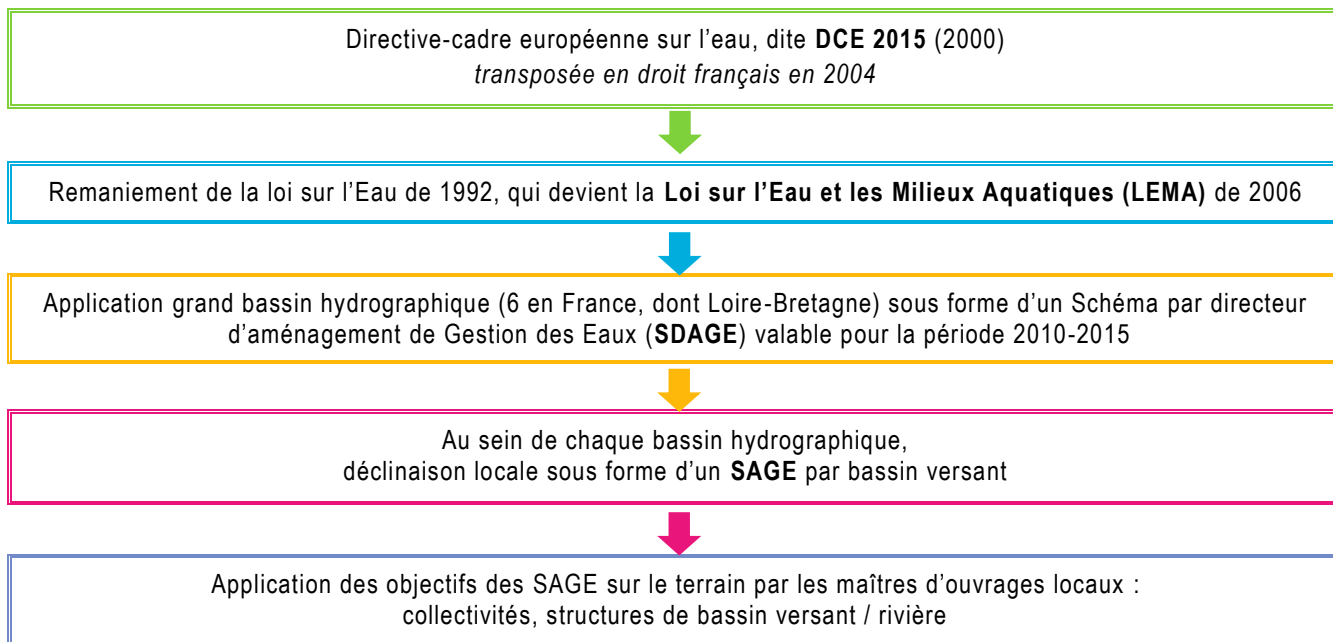 Directive-cadre européenne sur l’eau, dite DCE 2015 (2000)
transposée en droit français en 2004
Remaniement de la loi sur l’Eau de 1992, qui devient la Loi sur l’Eau et les Milieux Aquatiques (LEMA) de 2006
Application grand bassin hydrographique (6 en France, dont Loire-Bretagne) sous forme d’un Schéma par directeur
d’aménagement de Gestion des Eaux (SDAGE) valable pour la période 2010-2015
Au sein de chaque bassin hydrographique,
déclinaison locale sous forme d’un SAGE par bassin versant
Application des objectifs des SAGE sur le terrain par les maîtres d’ouvrages locaux :
collectivités, structures de bassin versant / rivière